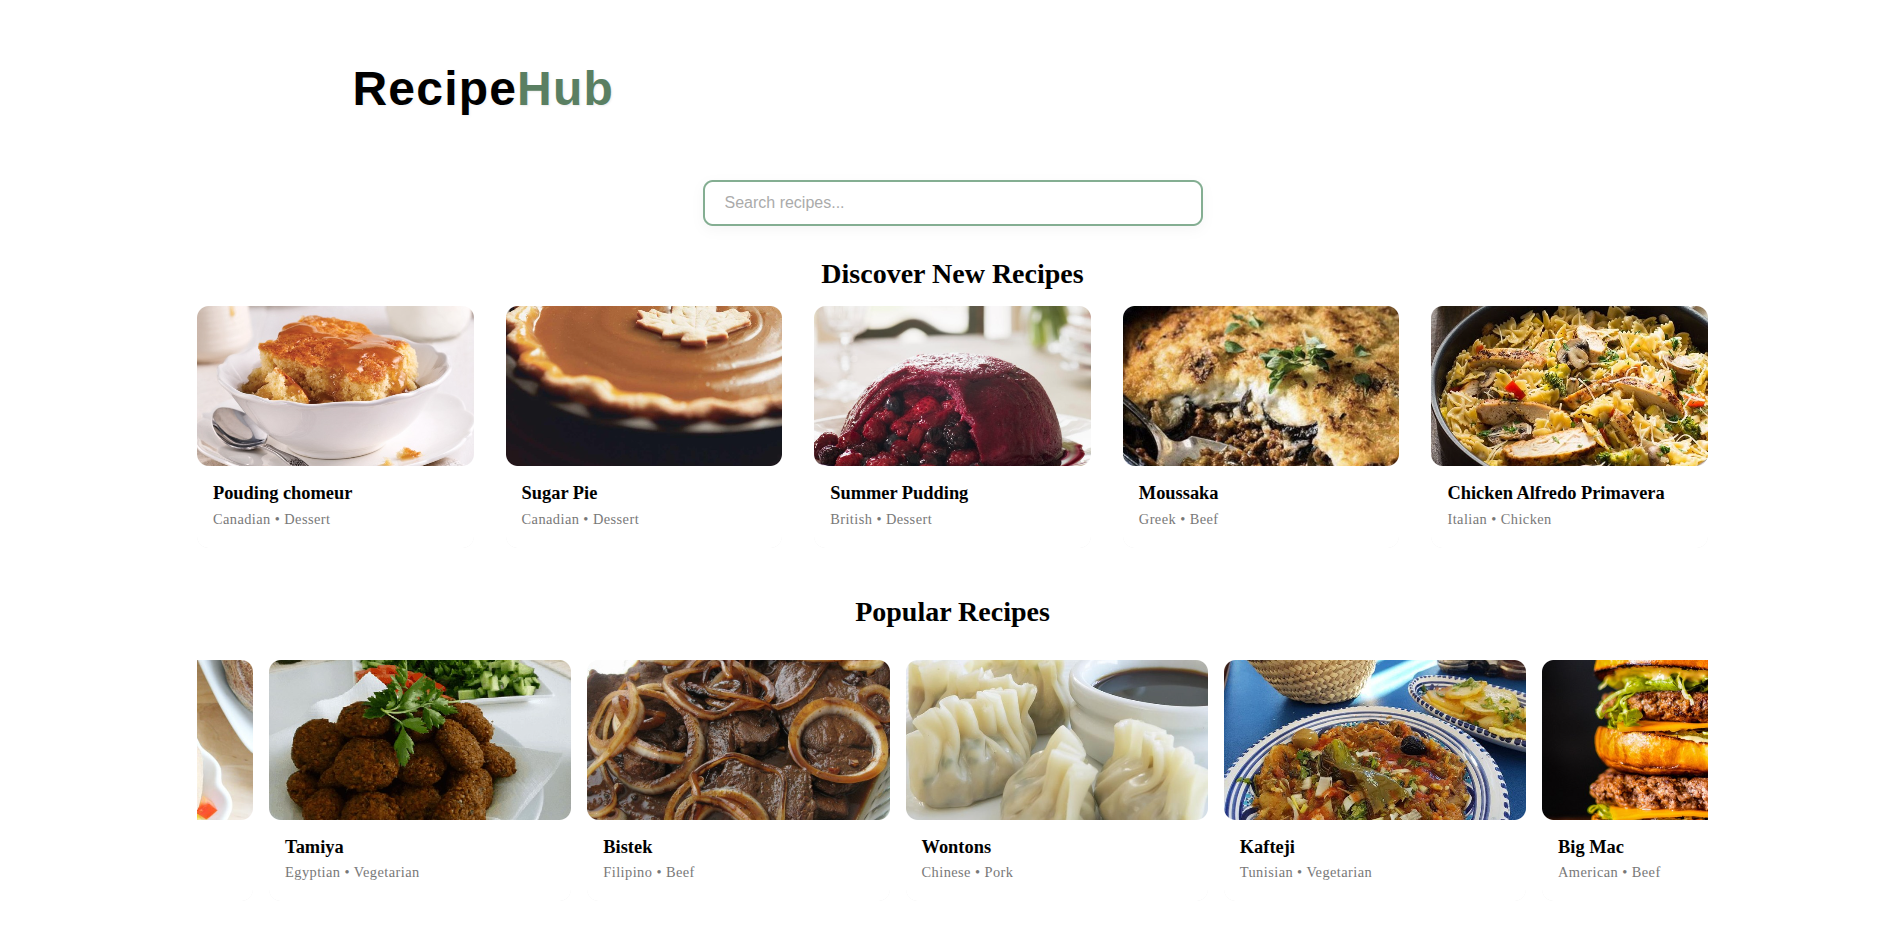 RecipeHub
Search recipes...
Discover New Recipes
Pouding chomeur
Canadian • Dessert
Sugar Pie
Canadian • Dessert
Summer Pudding
British • Dessert
Moussaka
Greek • Beef
Chicken Alfredo Primavera
Italian • Chicken
Popular Recipes
Tamiya
Egyptian • Vegetarian
Bistek
Filipino • Beef
Wontons
Chinese • Pork
Kafteji
Tunisian • Vegetarian
Big Mac
American • Beef